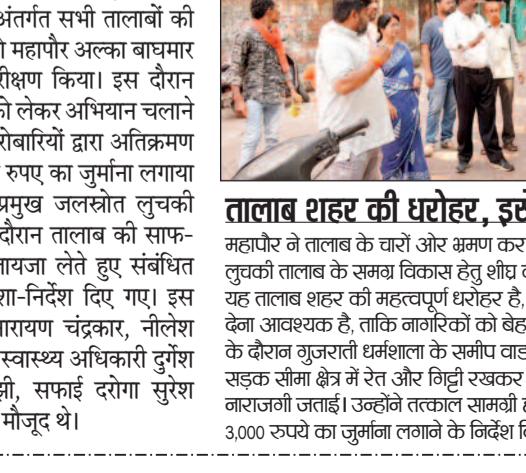 अंतर्गत सभी तालाबों की
महापौर अल्का बाघमार
रीक्षण किया। इस दौरान
को लेकर अभियान चलाने
रोबारियों द्वारा अतिक्रमण
रुपए का जुर्माना लगाया
प्रमुख जलस्रोत लुचकी
दौरान तालाब की साफ-
नायजा लेते हुए संबंधित
शा-निर्देश दिए गए। इस
नारायण चंद्रकार, नीलेश
स्वास्थ्य अधिकारी दुर्गेश
झी, सफाई दरोगा सुरेश
मौजूद थे।
तालाब शहर की धरोहर, इसे
महापौर ने तालाब के चारों ओर भ्रमण कर
लुचकी तालाब के समग्र विकास हेतु शीघ्र
यह तालाब शहर की महत्वपूर्ण धरोहर है,
देना आवश्यक है, ताकि नागरिकों को बेह
के दौरान गुजराती धर्मशाला के समीप वाड
सड़क सीमा क्षेत्र में रेत और गिट्टी रखकर
नाराजगी जताई। उन्होंने तत्काल सामग्री ह
3,000 रुपये का जुर्माना लगाने के निर्देश दि